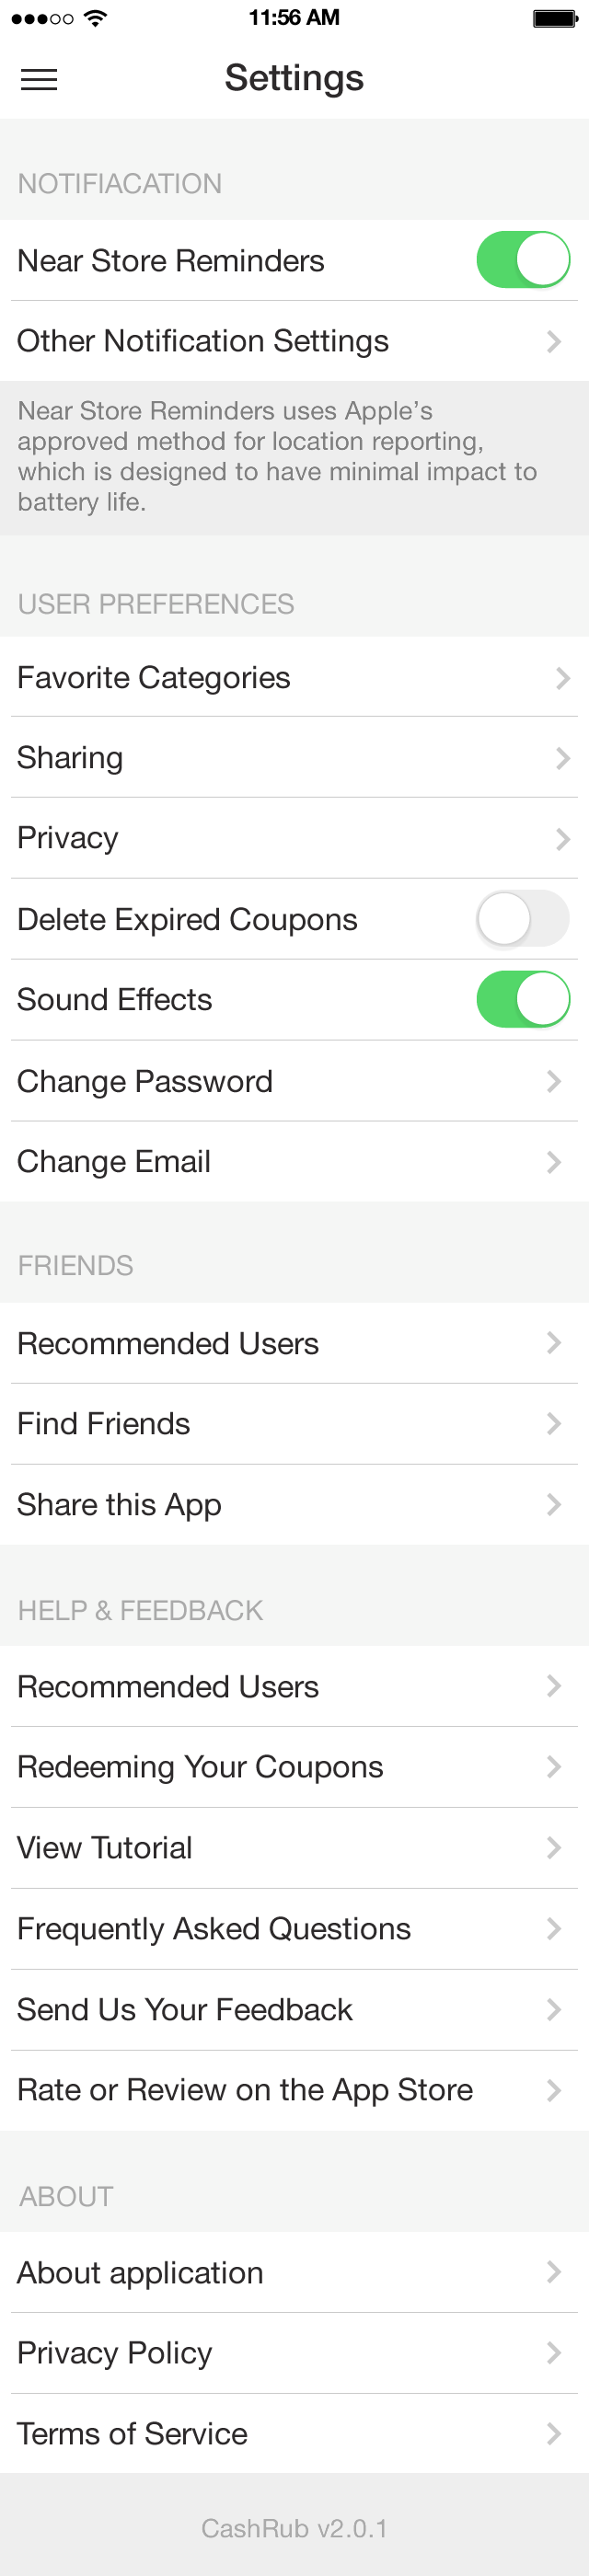 11:56 AM
Settings
NOTIFIACATION
Near Store Reminders
Other Notification Settings
Near Store Reminders uses Apple’s
approved method for location reporting,
which is designed to have minimal impact to
battery life.
USER PREFERENCES
Favorite Categories
Sharing
Privacy
Delete Expired Coupons
Sound Effects
Change Password
Change Email
FRIENDS
Recommended Users
Find Friends
Share this App
HELP & FEEDBACK
Recommended Users
Redeeming Your Coupons
View Tutorial
Frequently Asked Questions
Send Us Your Feedback
Rate or Review on the App Store
ABOUT
About application
Privacy Policy
Terms of Service
CashRub v2.0.1